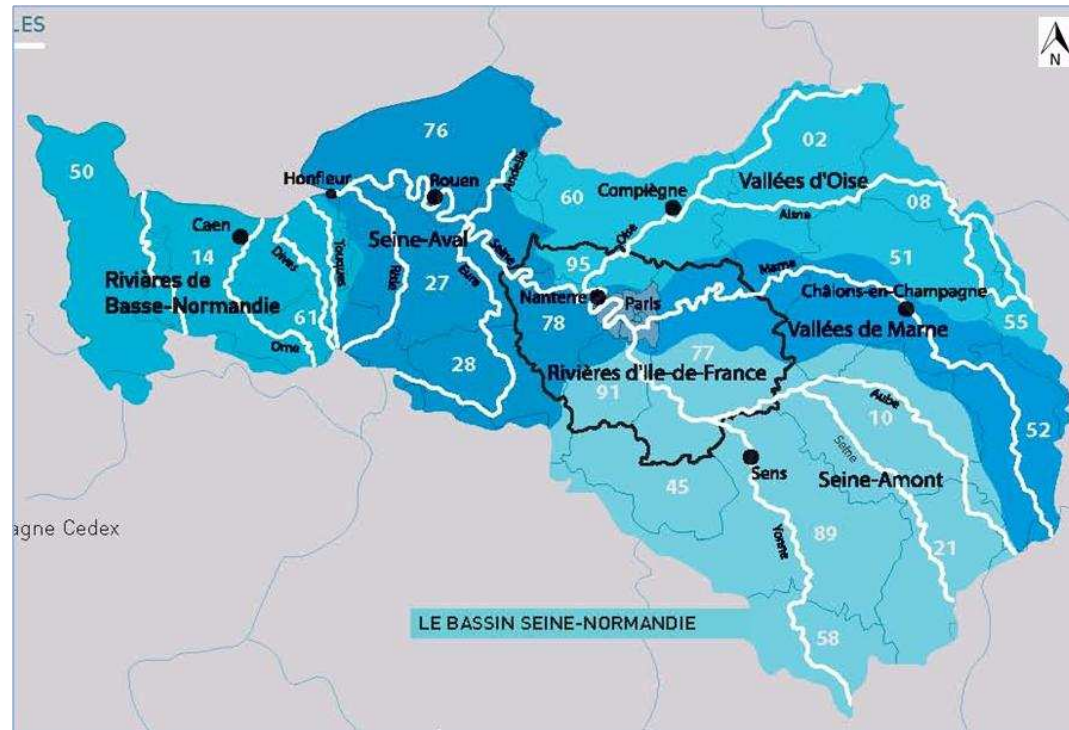 LES
N
76
02
50
Andelle
Honfleur
Rouen
Compiègne
Vallées d'Oise
60
08
Aisne
Caen
14
Dives
Touques
Seine-Aval
Oise
Seine
Rivières de
Basse-Normandie
27
Risle
Eure
95
Marne
51
Nanterre
Paris
Châlons-en-Champagne
61
78
Vallées de Marne
55
Orne
28
77
Rivières d'Ile-de-France
91
Aube
10
52
Seine
Sens
Seine-Amont
45
agne Cedex
Yonne
89
21
LE BASSIN SEINE-NORMANDIE
58